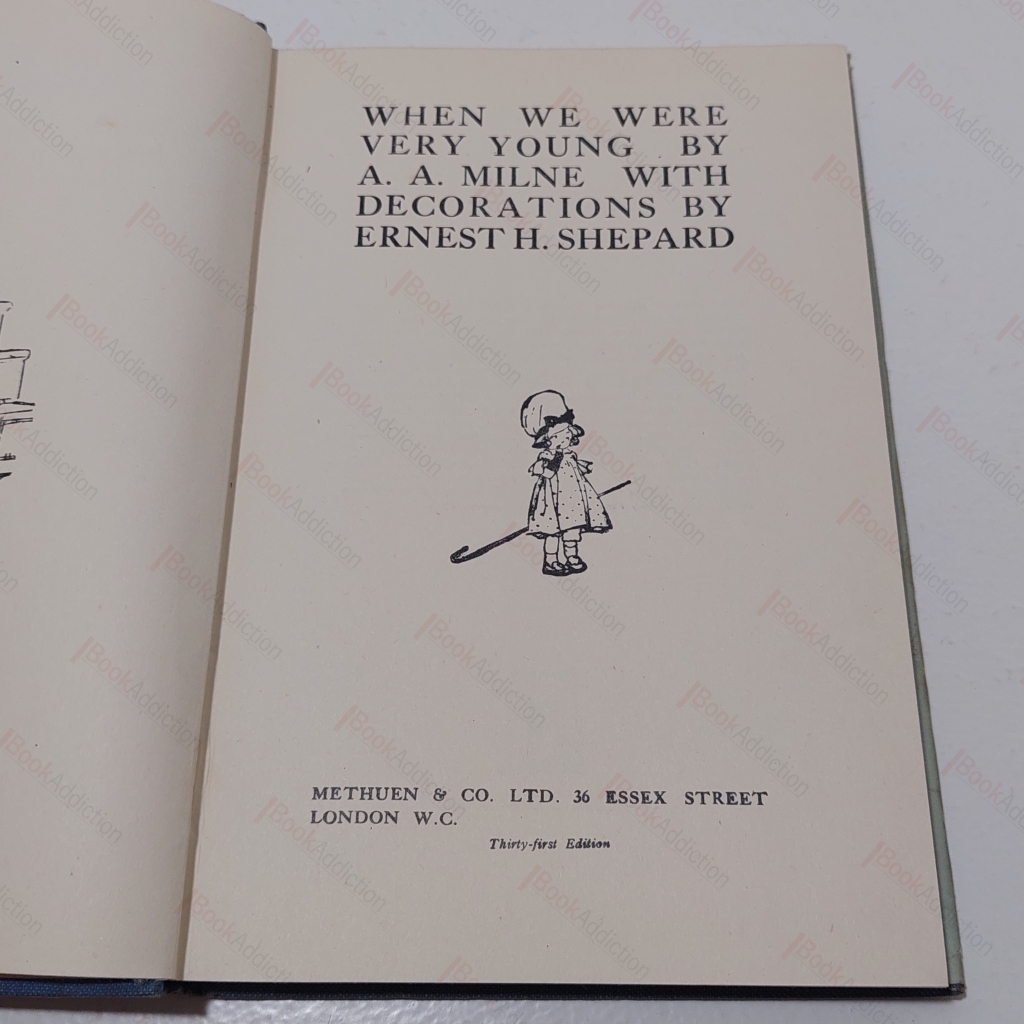 WHEN WE WERE
VERY YOUNG BY
A. A. MILNE WITH
DECORATIONS BY
ERNEST H. SHEPARD
METHUEN & CO. LTD. 36 ESSEX STREET
LONDON W.C.
Thirty-first Edition
BookAddiction